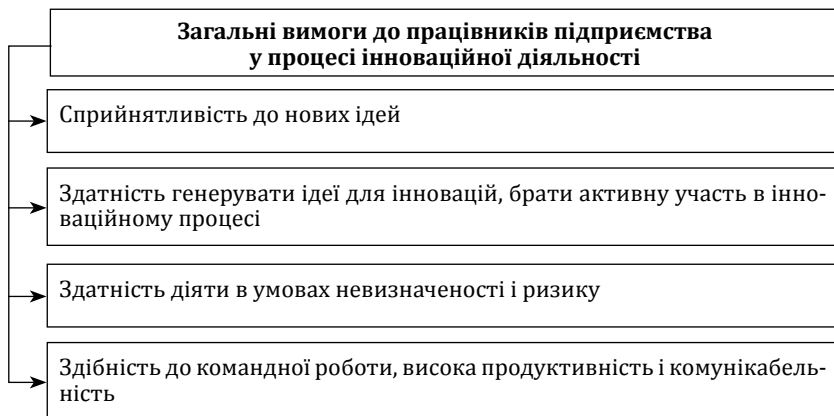 Загальні вимоги до працівників підприємства
у процесі інноваційної діяльності
Сприйнятливість до нових ідей
Здатність генерувати ідеї для інновацій, брати активну участь в інно-
ваційному процесі
Здатність діяти в умовах невизначеності і ризику
Здібність до командної роботи, висока продуктивність і комунікабель-
ність